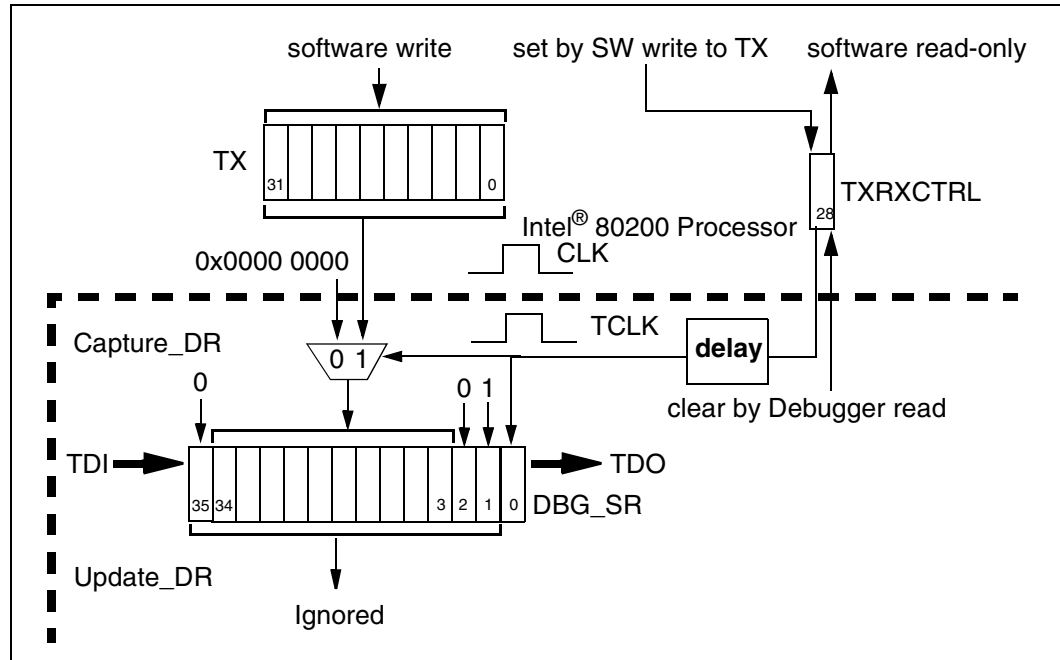 software write
set by SW write to TX
software read-only
TX
31
0
TXRXCTRL
28
Intel® 80200 Processor
CLK
0x0000 0000
TCLK
Capture_DR
0 1
delay
0
0 1
clear by Debugger read
TDI
TDO
35 34 3 2 1 0
DBG_SR
Update_DR
Ignored